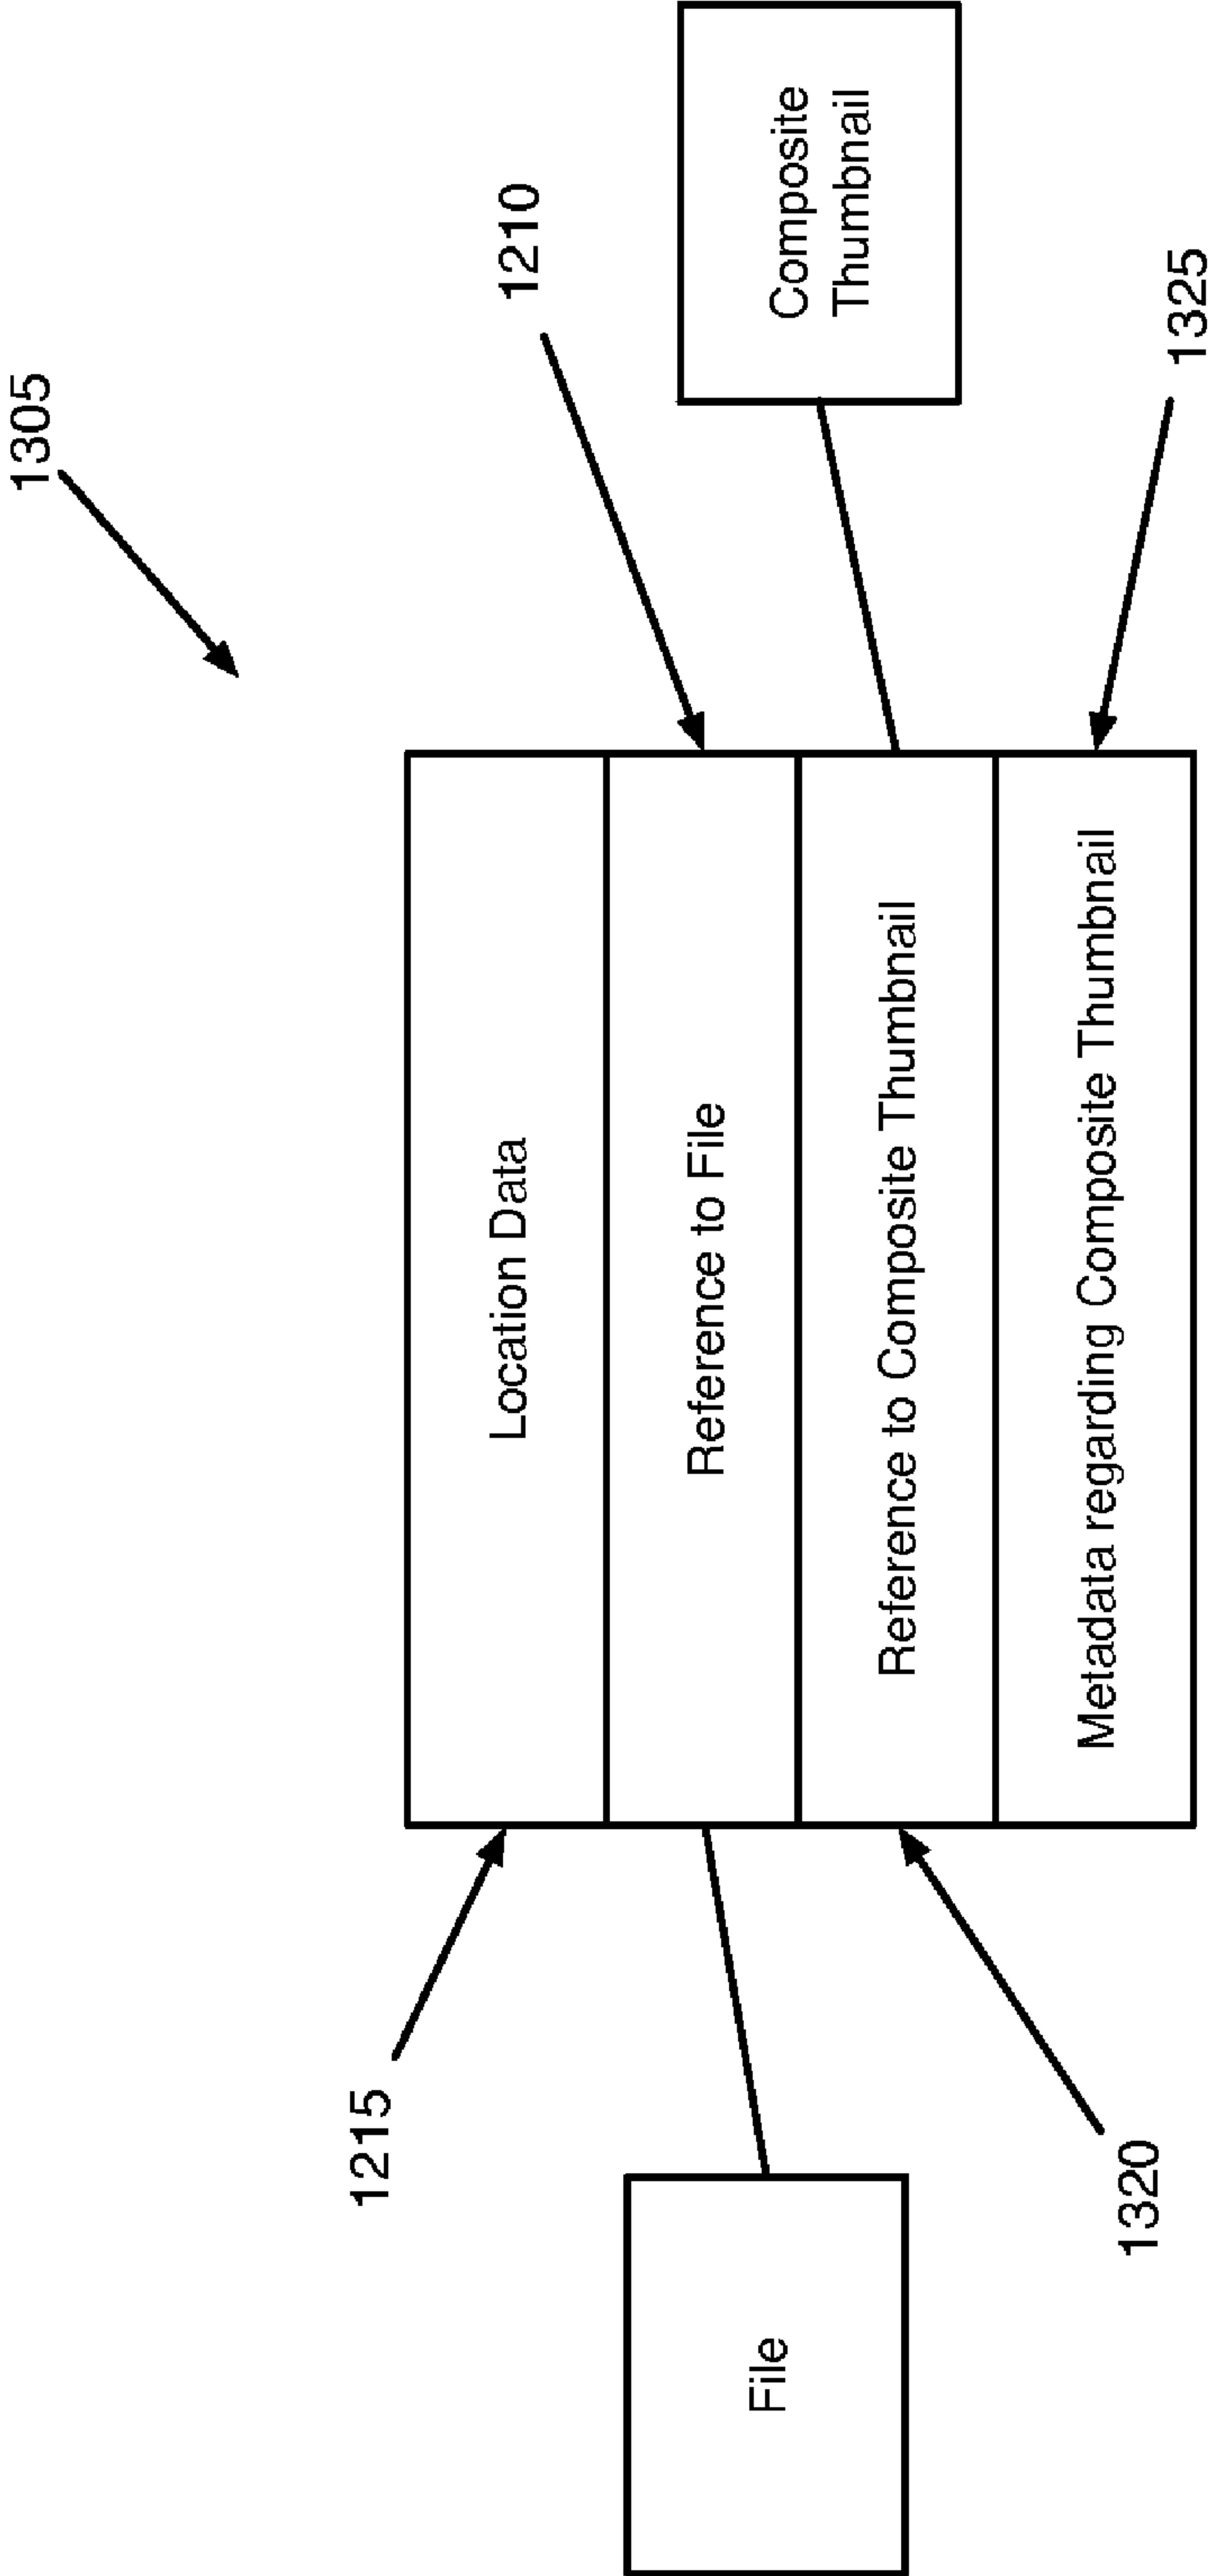 1305
1215
Location Data
1210
Reference to File
File
Reference to Composite Thumbnail
Composite
Thumbnail
1320
Metadata regarding Composite Thumbnail
1325